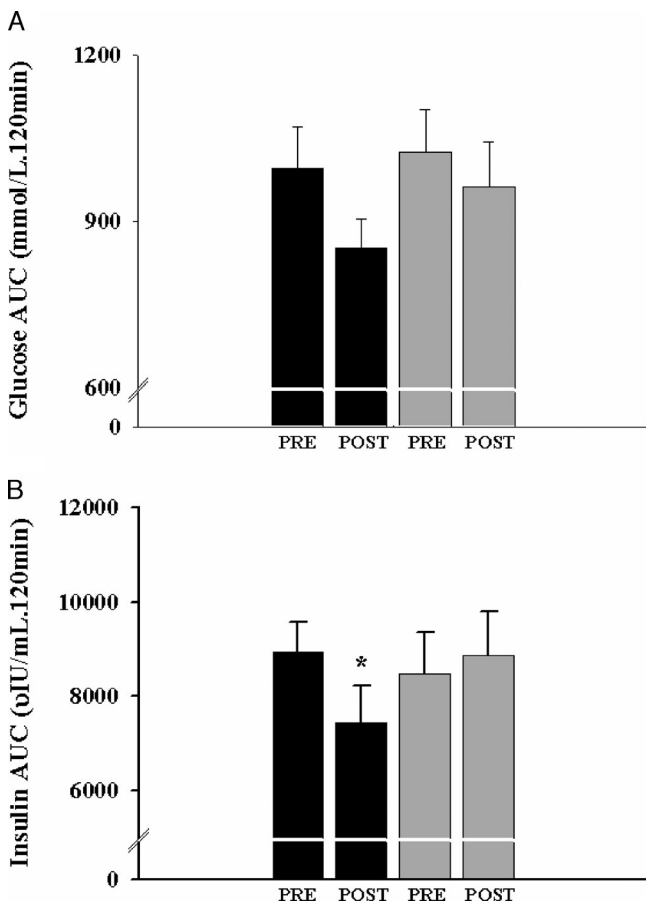 A
Glucose AUC (mmol/L.120min)
1200
900
600
0
PRE POST PRE POST
B
Insulin AUC (υIU/mL.120min)
12000
10000
8000
*
6000
0
PRE POST PRE POST